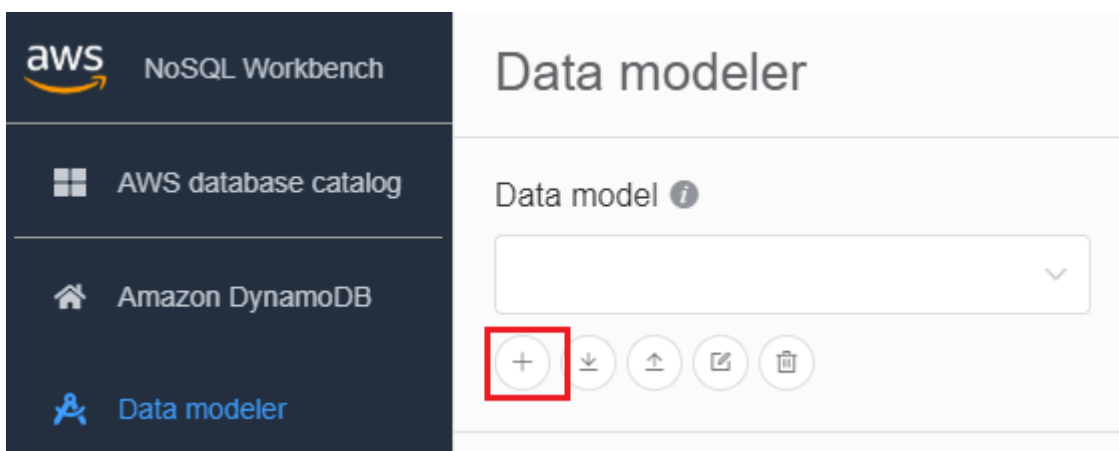 aws
NoSQL Workbench
AWS database catalog
Amazon DynamoDB
Data modeler
Data modeler
Data model i